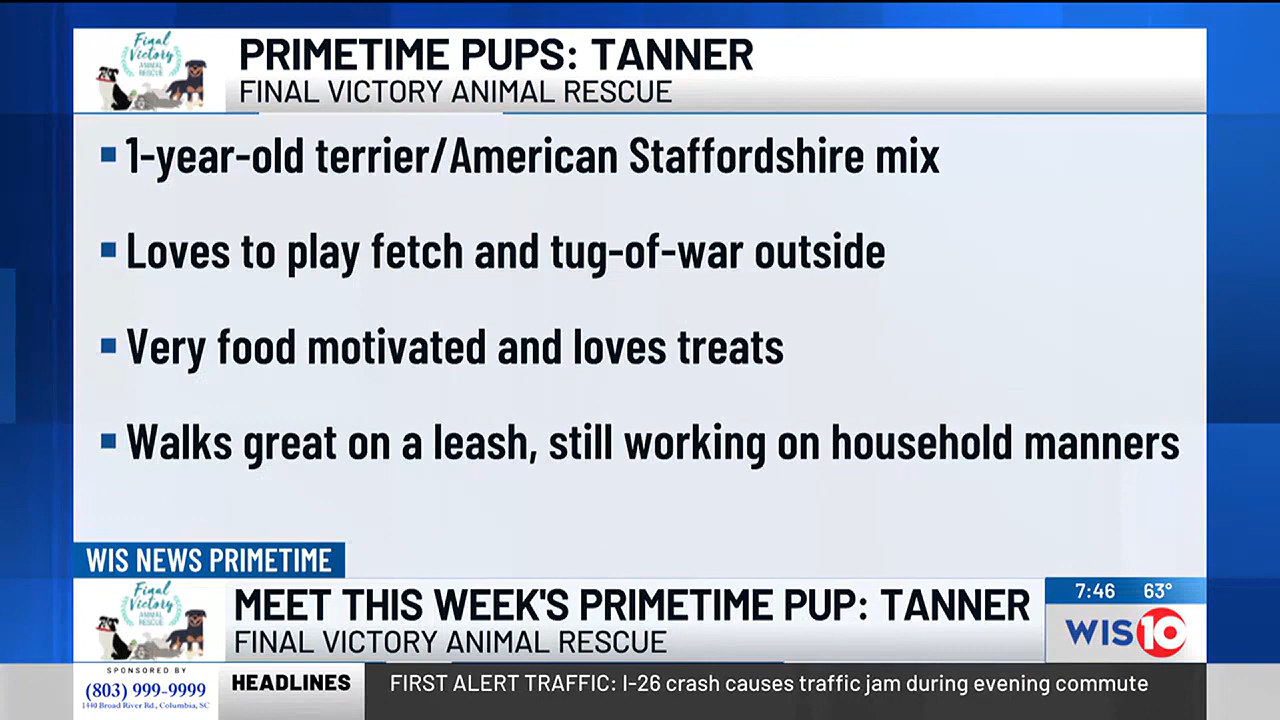 Final
Victory
ANIMAL
RESCUE
PRIMETIME PUPS: TANNER
FINAL VICTORY ANIMAL RESCUE
1-year-old terrier/American Staffordshire mix
Loves to play fetch and tug-of-war outside
Very food motivated and loves treats
Walks great on a leash, still working on household manners
WIS NEWS PRIMETIME
Final
Victory
ANIMAL
RESCUE
MEET THIS WEEK'S PRIMETIME PUP: TANNER
FINAL VICTORY ANIMAL RESCUE
7:46 63°
WIS10
SPONSORED BY
(803) 999-9999
1440 Broad River Rd., Columbia, SC
HEADLINES
FIRST ALERT TRAFFIC: I-26 crash causes traffic jam during evening commute